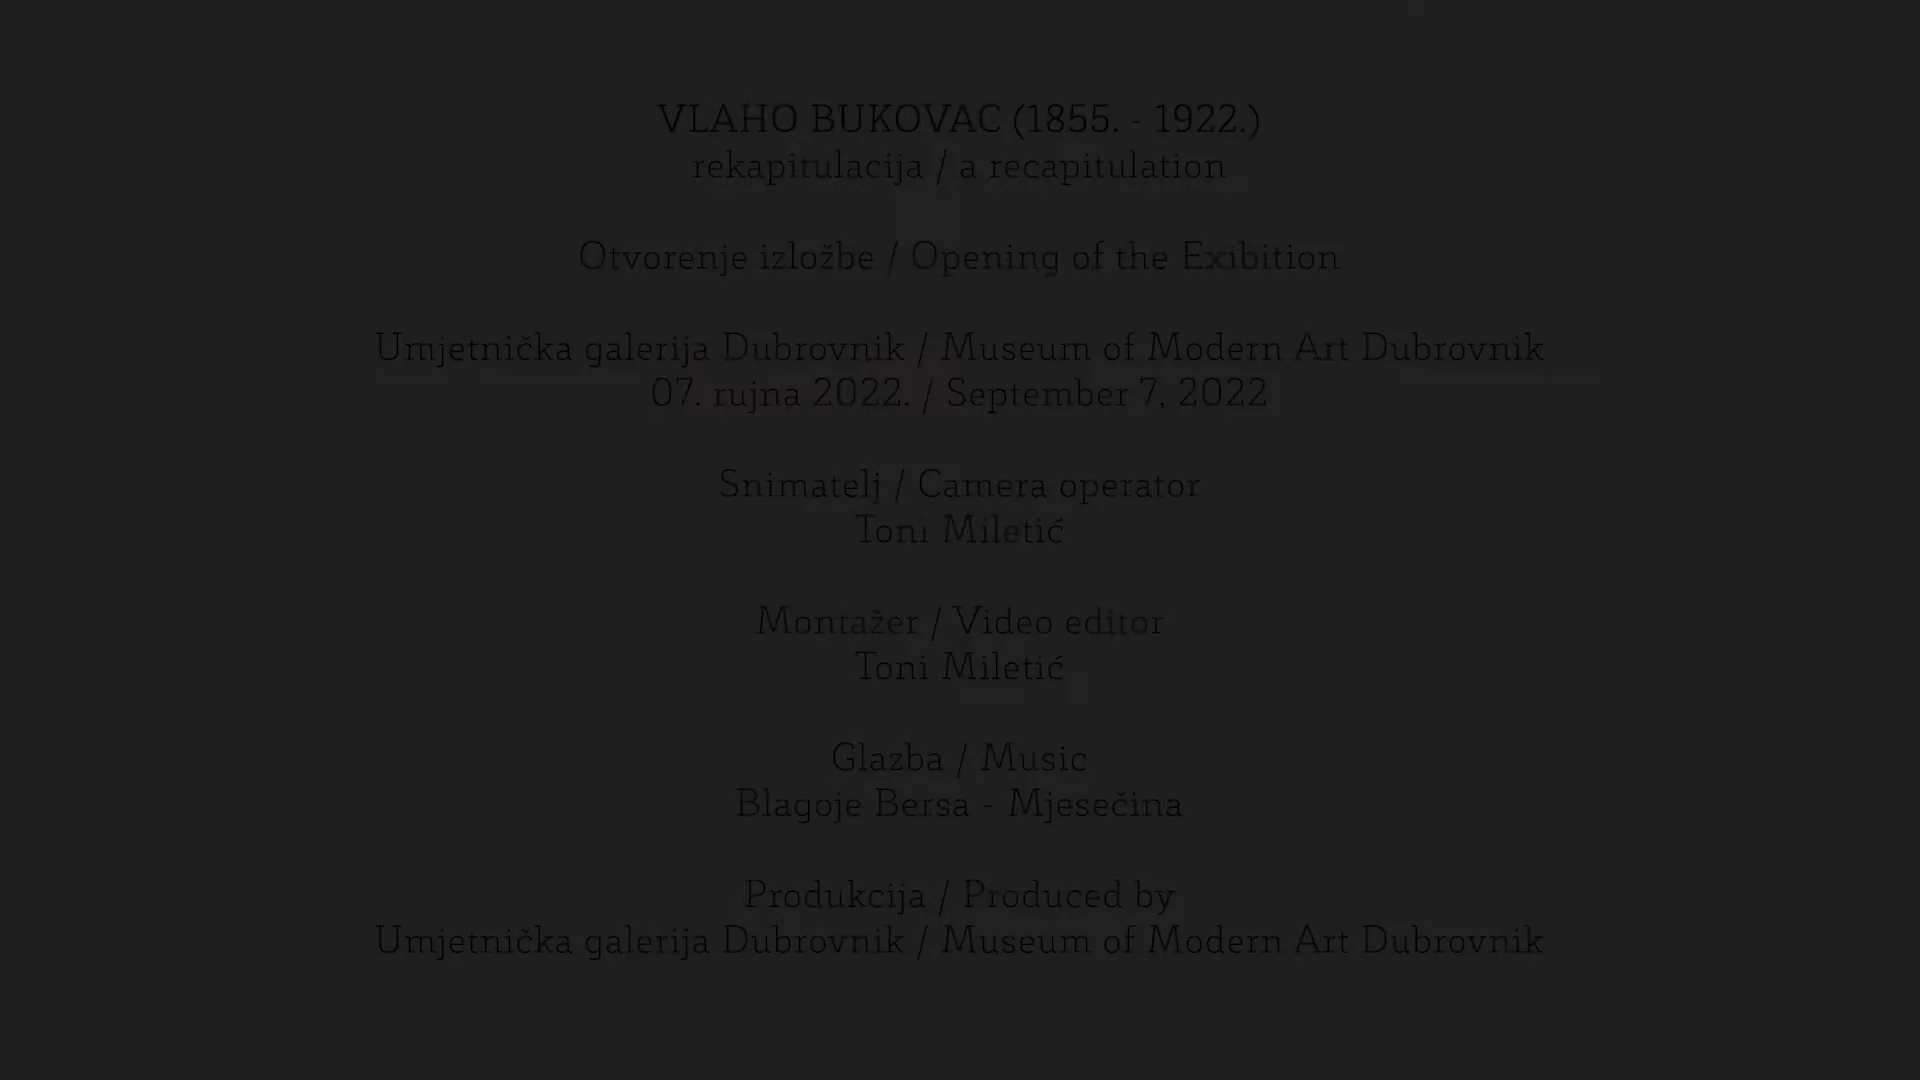 VLAHO BUKOVAC (1855. - 1922.)
rekapitulacija / a recapitulation
Otvorenje izložbe / Opening of the Exibition
Umjetnička galerija Dubrovnik / Museum of Modern Art Dubrovnik
07. rujna 2022. / September 7, 2022
Snimatelj / Camera operator
Toni Miletić
Montažer / Video editor
Toni Miletić
Glazba / Music
Blagoje Bersa - Mjesečina
Produkcija / Produced by
Umjetnička galerija Dubrovnik / Museum of Modern Art Dubrovnik